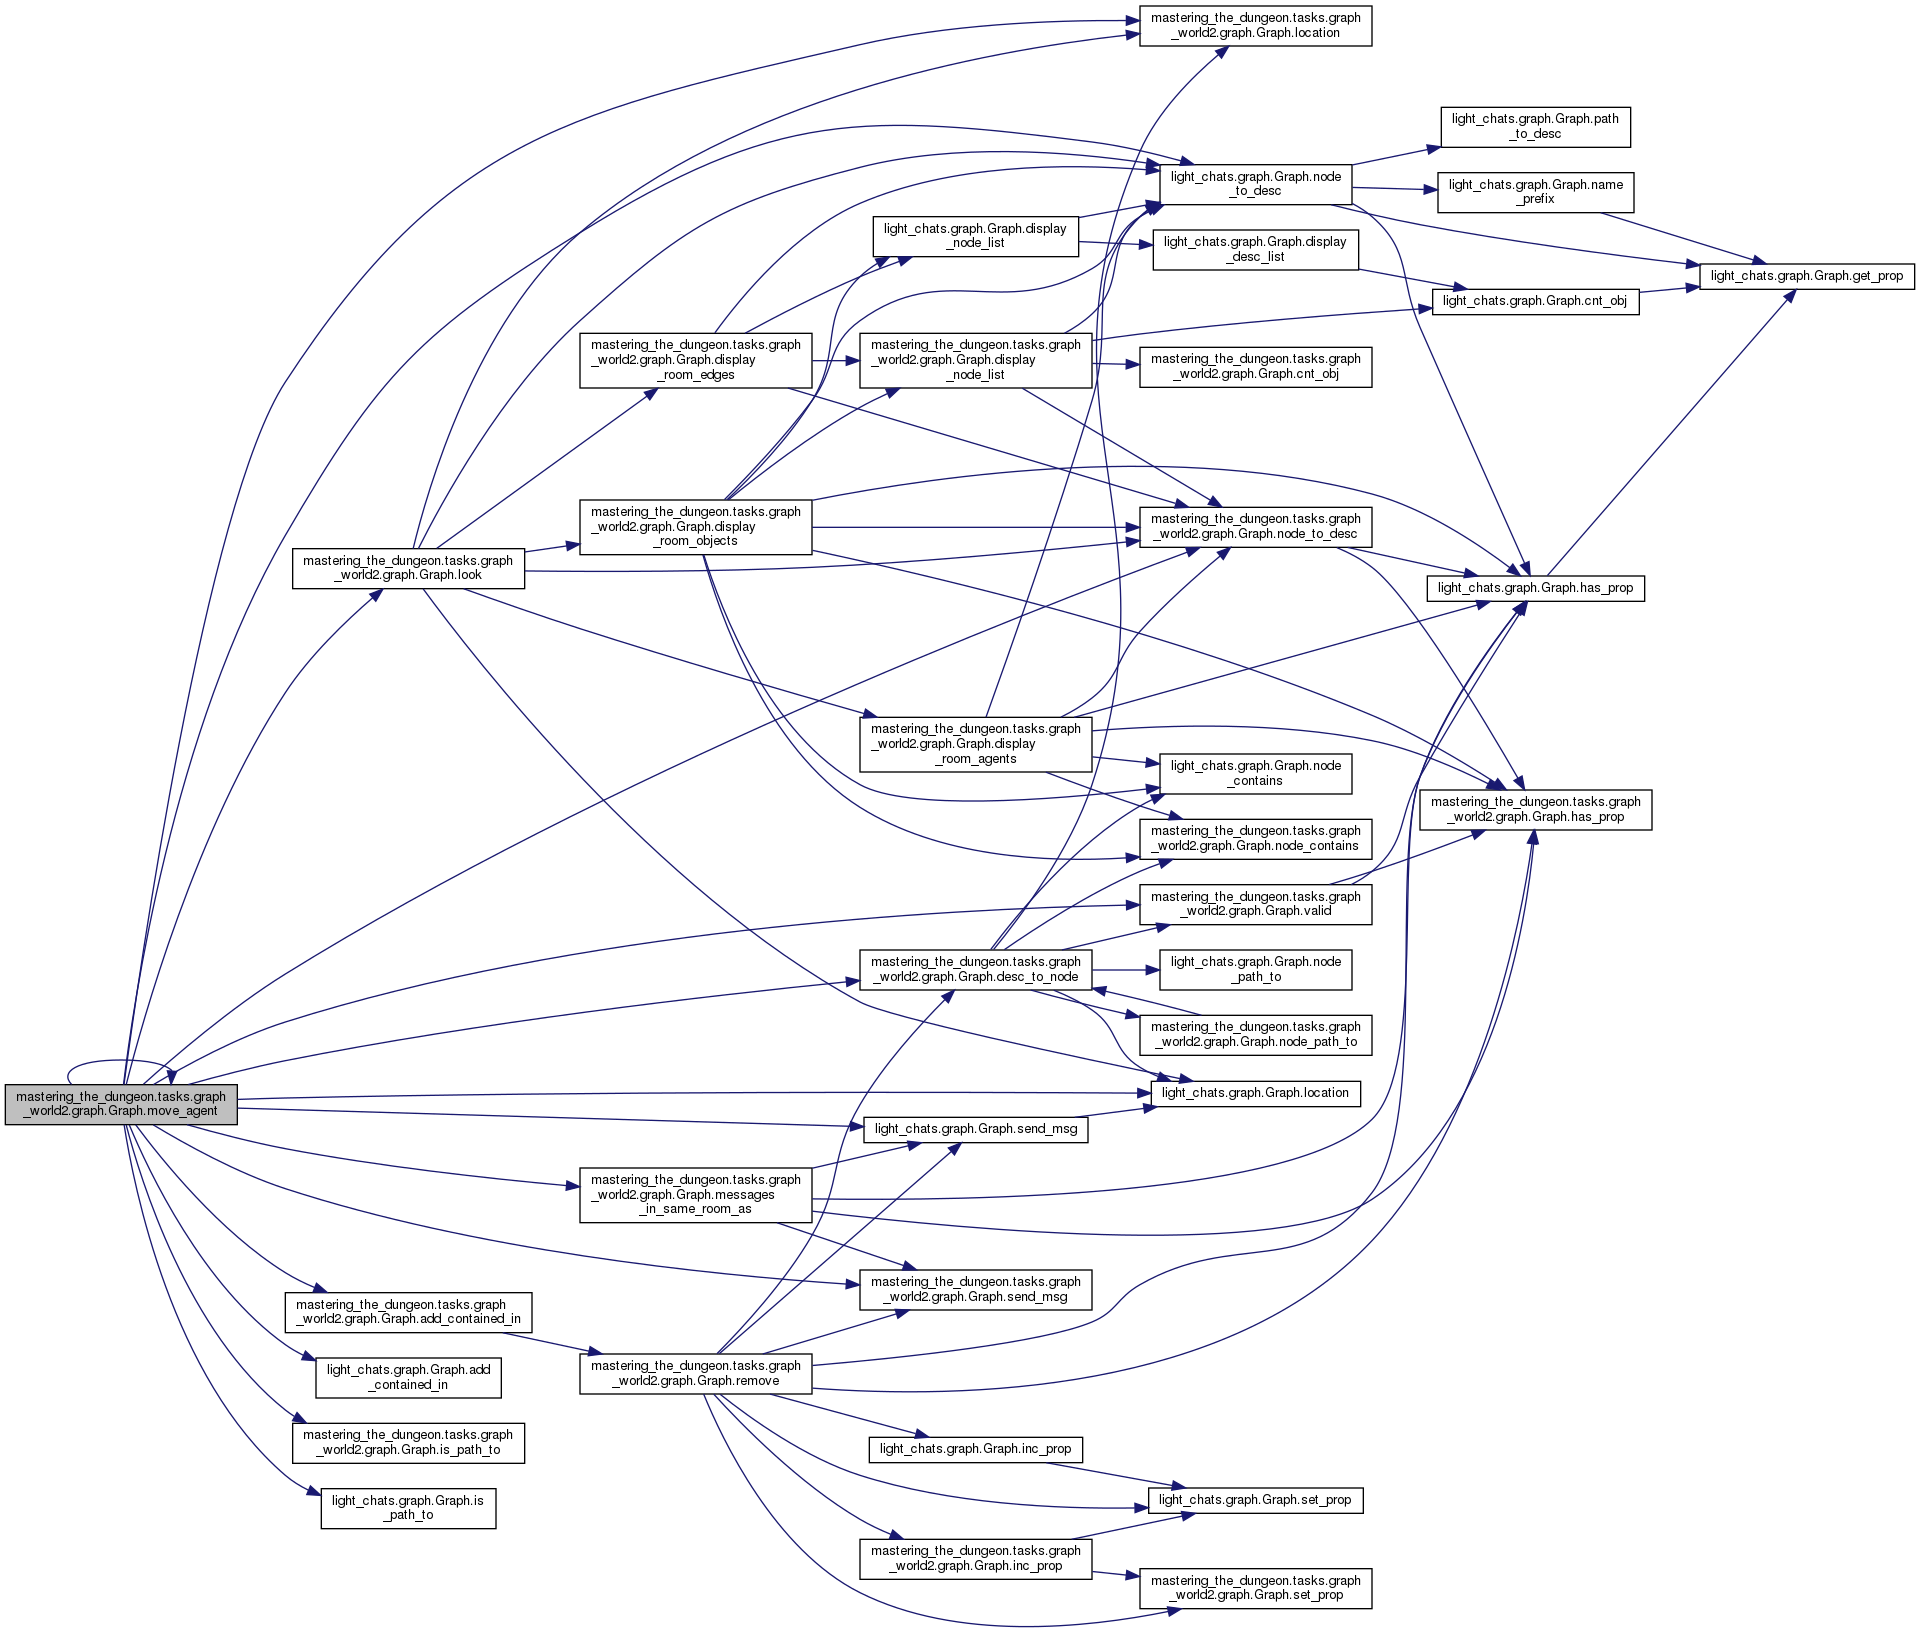 mastering_the_dungeon.tasks.graph
_world2.graph.Graph.location
light_chats.graph.Graph.path
_to_desc
light_chats.graph.Graph.node
_to_desc
light_chats.graph.Graph.name
_prefix
light_chats.graph.Graph.display
_node_list
light_chats.graph.Graph.display
_desc_list
light_chats.graph.Graph.get_prop
light_chats.graph.Graph.cnt_obj
mastering_the_dungeon.tasks.graph
_world2.graph.Graph.display
_room_edges
mastering_the_dungeon.tasks.graph
_world2.graph.Graph.display
_node_list
mastering_the_dungeon.tasks.graph
_world2.graph.Graph.cnt_obj
mastering_the_dungeon.tasks.graph
_world2.graph.Graph.display
_room_objects
mastering_the_dungeon.tasks.graph
_world2.graph.Graph.node_to_desc
mastering_the_dungeon.tasks.graph
_world2.graph.Graph.look
light_chats.graph.Graph.has_prop
mastering_the_dungeon.tasks.graph
_world2.graph.Graph.display
_room_agents
light_chats.graph.Graph.node
_contains
mastering_the_dungeon.tasks.graph
_world2.graph.Graph.has_prop
mastering_the_dungeon.tasks.graph
_world2.graph.Graph.node_contains
mastering_the_dungeon.tasks.graph
_world2.graph.Graph.valid
mastering_the_dungeon.tasks.graph
_world2.graph.Graph.desc_to_node
light_chats.graph.Graph.node
_path_to
mastering_the_dungeon.tasks.graph
_world2.graph.Graph.node_path_to
mastering_the_dungeon.tasks.graph
_world2.graph.Graph.move_agent
light_chats.graph.Graph.location
light_chats.graph.Graph.send_msg
mastering_the_dungeon.tasks.graph
_world2.graph.Graph.messages
_in_same_room_as
mastering_the_dungeon.tasks.graph
_world2.graph.Graph.send_msg
mastering_the_dungeon.tasks.graph
_world2.graph.Graph.add_contained_in
mastering_the_dungeon.tasks.graph
_world2.graph.Graph.remove
light_chats.graph.Graph.add
_contained_in
mastering_the_dungeon.tasks.graph
_world2.graph.Graph.is_path_to
light_chats.graph.Graph.inc_prop
light_chats.graph.Graph.is
_path_to
light_chats.graph.Graph.set_prop
mastering_the_dungeon.tasks.graph
_world2.graph.Graph.inc_prop
mastering_the_dungeon.tasks.graph
_world2.graph.Graph.set_prop